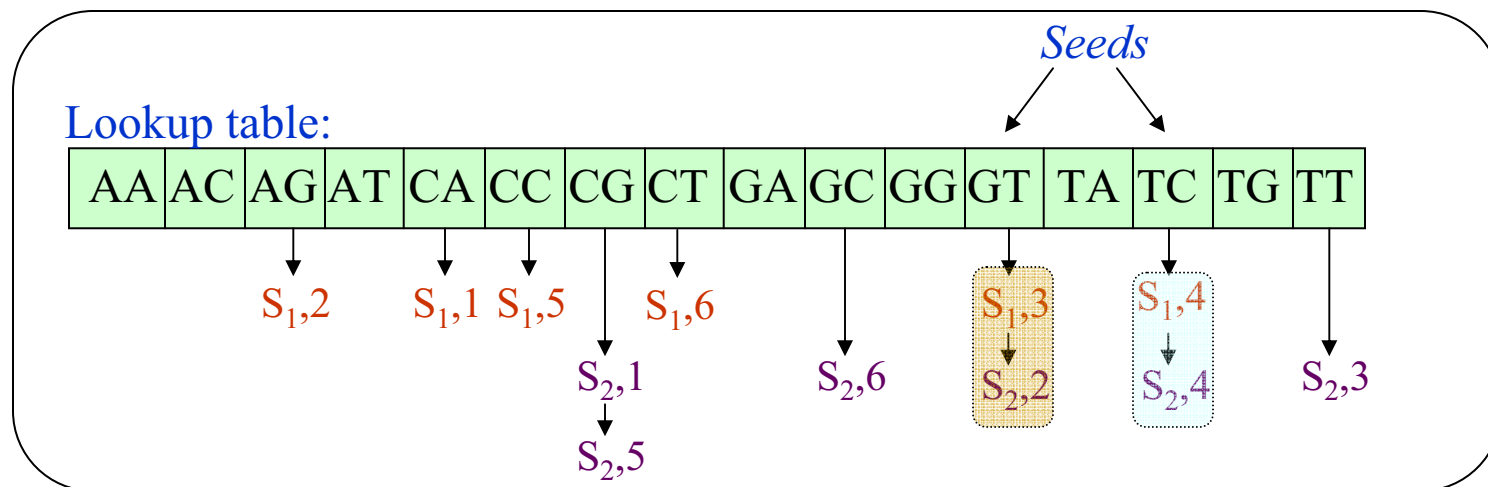 Seeds
Lookup table:
AA AC AG AT CA CC CG CT GA GC GG GT TA TC TG TT
S₁,2 S₁,1 S₁,5 S₁,6 S₁,3 S₁,4
S₂,1 S₂,6 S₂,2 S₂,4 S₂,3
S₂,5